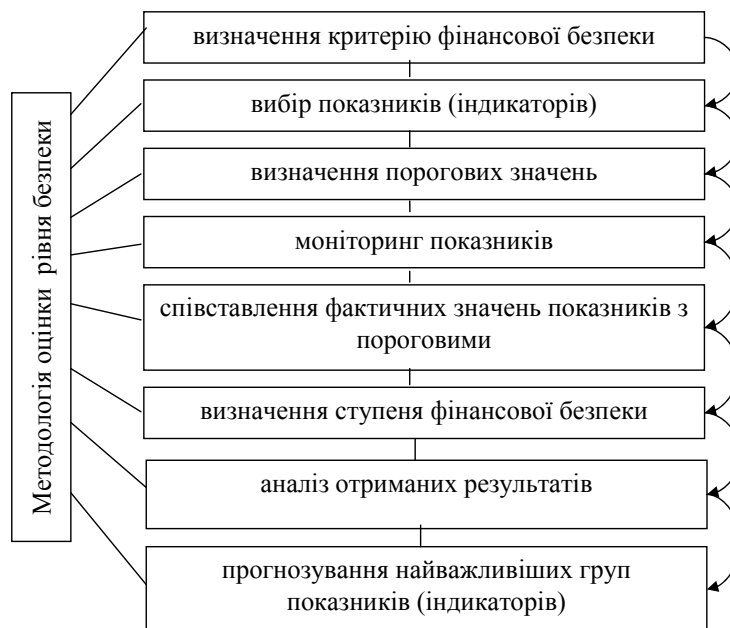 Методологія оцінки рівня безпеки
визначення критерію фінансової безпеки
вибір показників (індикаторів)
визначення порогових значень
моніторинг показників
співставлення фактичних значень показників з
пороговими
визначення ступеня фінансової безпеки
аналіз отриманих результатів
прогнозування найважливіших груп
показників (індикаторів)